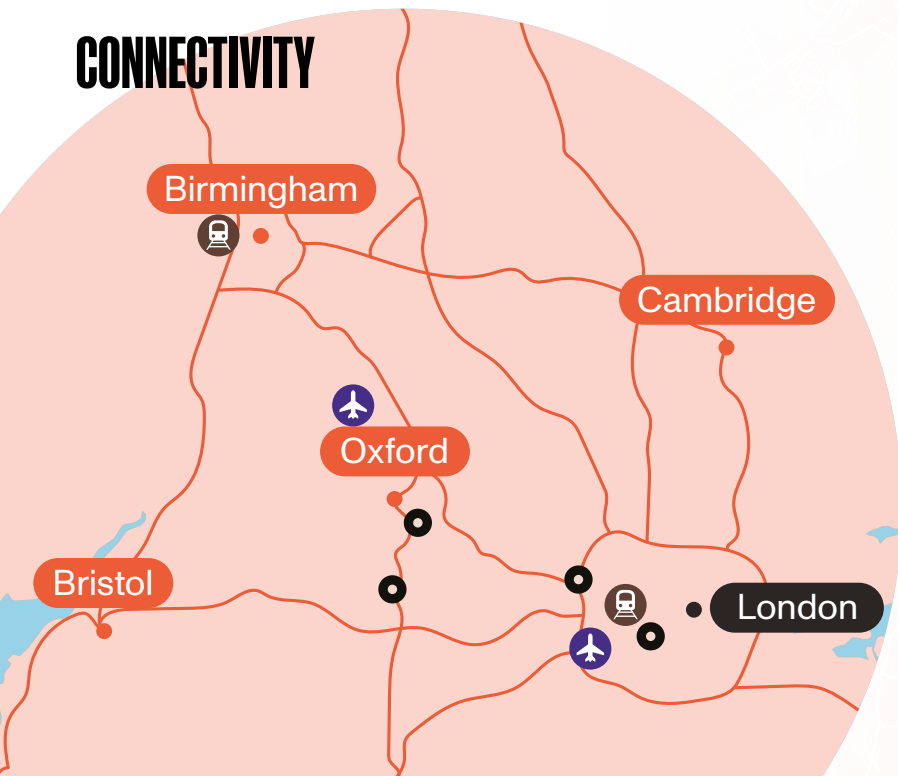 CONNECTIVITY
Birmingham
Cambridge
Oxford
Bristol
London